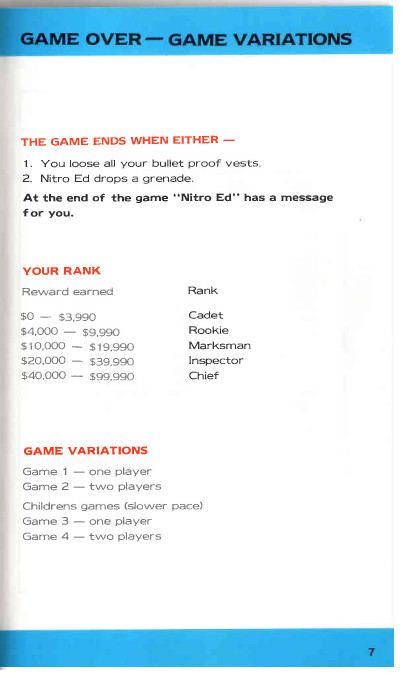 GAME OVER — GAME VARIATIONS
THE GAME ENDS WHEN EITHER —
1. You loose all your bullet proof vests.
2. Nitro Ed drops a grenade.
At the end of the game "Nitro Ed" has a message
for you.
YOUR RANK
Reward earned Rank
$0 — $3,990 Cadet
$4,000 — $9,990 Rookie
$10,000 — $19,990 Marksman
$20,000 — $39,990 Inspector
$40,000 — $99,990 Chief
GAME VARIATIONS
Game 1 — one player
Game 2 — two players
Childrens games (slower pace)
Game 3 — one player
Game 4 — two players
7